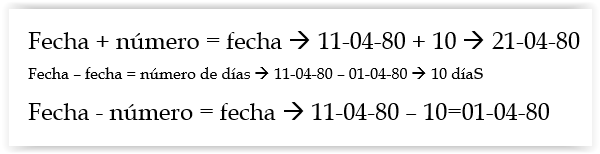 Fecha + número = fecha → 11-04-80 + 10 → 21-04-80
Fecha – fecha = número de días → 11-04-80 – 01-04-80 → 10 díaS
Fecha - número = fecha → 11-04-80 – 10=01-04-80